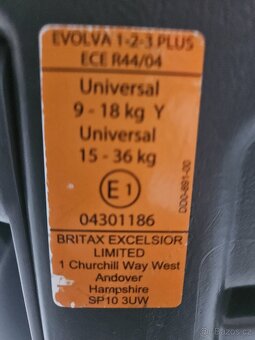 EVOLVA 1-2-3 PLUS
ECE R44/04
Universal
9 - 18 kg Y
Universal
15 - 36 kg
E1
04301186
BRITAX EXCELSIOR
LIMITED
1 Churchill Way West
Andover
Hampshire
SP10 3UW